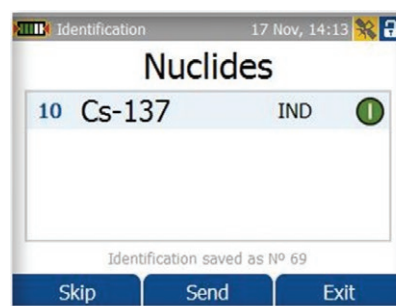 Identification 17 Nov, 14:13
Nuclides
10 Cs-137 IND I
Identification saved as Nº 69
Skip Send Exit